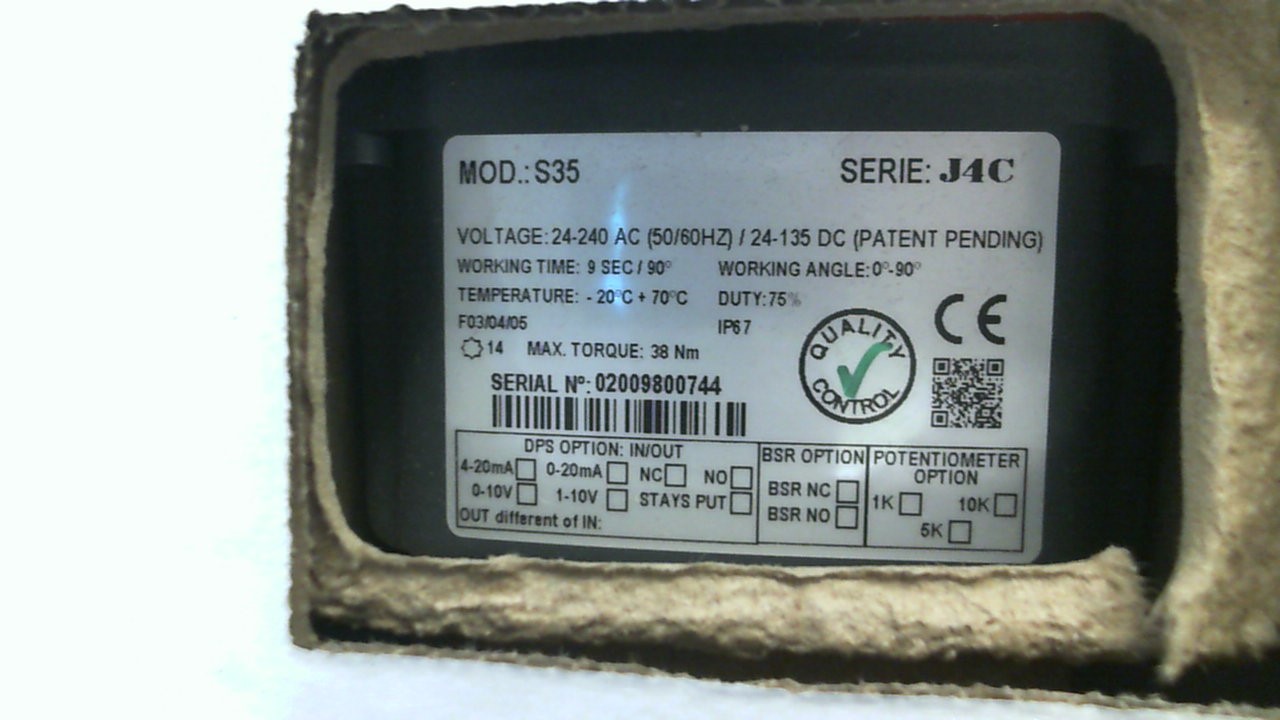 MOD.: S35 SERIE: J4C
VOLTAGE: 24-240 AC (50/60HZ) / 24-135 DC (PATENT PENDING)
WORKING TIME: 9 SEC / 90° WORKING ANGLE: 0°-90°
TEMPERATURE: - 20°C + 70°C DUTY: 75%
F03/04/05 IP67
14 MAX. TORQUE: 38 Nm
SERIAL Nº: 02009800744
QUALITY CONTROL
CE
DPS OPTION: IN/OUT
4-20mA 0-20mA NC NO
0-10V 1-10V STAYS PUT
OUT different of IN:
BSR OPTION
BSR NC
BSR NO
POTENTIOMETER
OPTION
1K 10K
5K